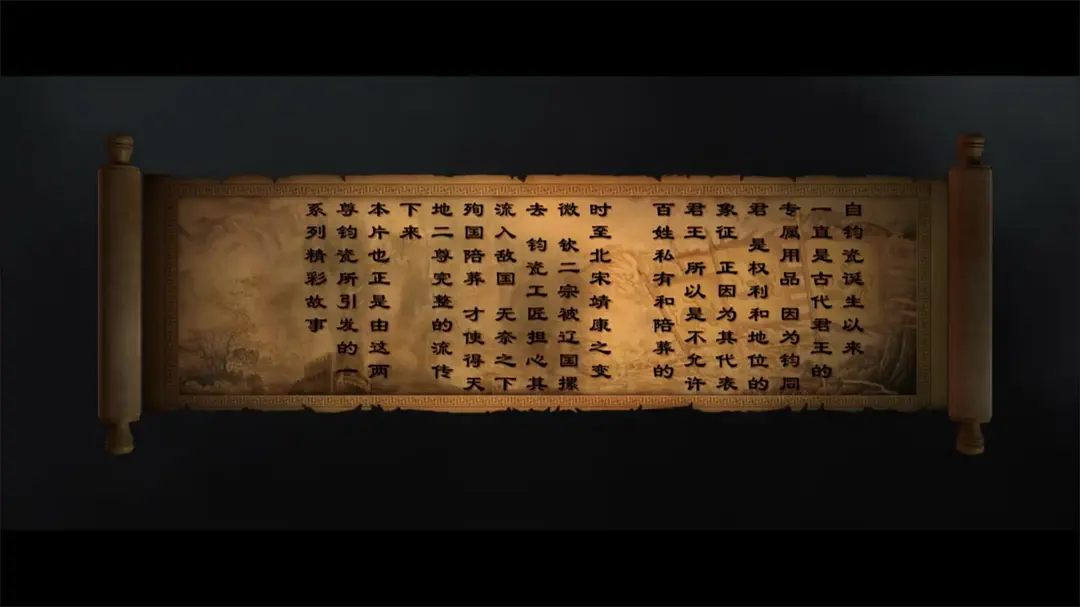 自钧瓷诞生以来
一直是古代君王的
专属用品 因为钧同
君 是权利和地位的
象征 正因为其代表
君王 所以是不允许
百姓私有和陪葬的
时至北宋靖康之变
微 钦二宗被辽国掳
去 钧瓷工匠担心其
流入敌国 无奈之下
殉国陪葬 才使得天
地二尊完整的流传
下来
本片也正是由这两
尊钧瓷所引发的一
系列精彩故事